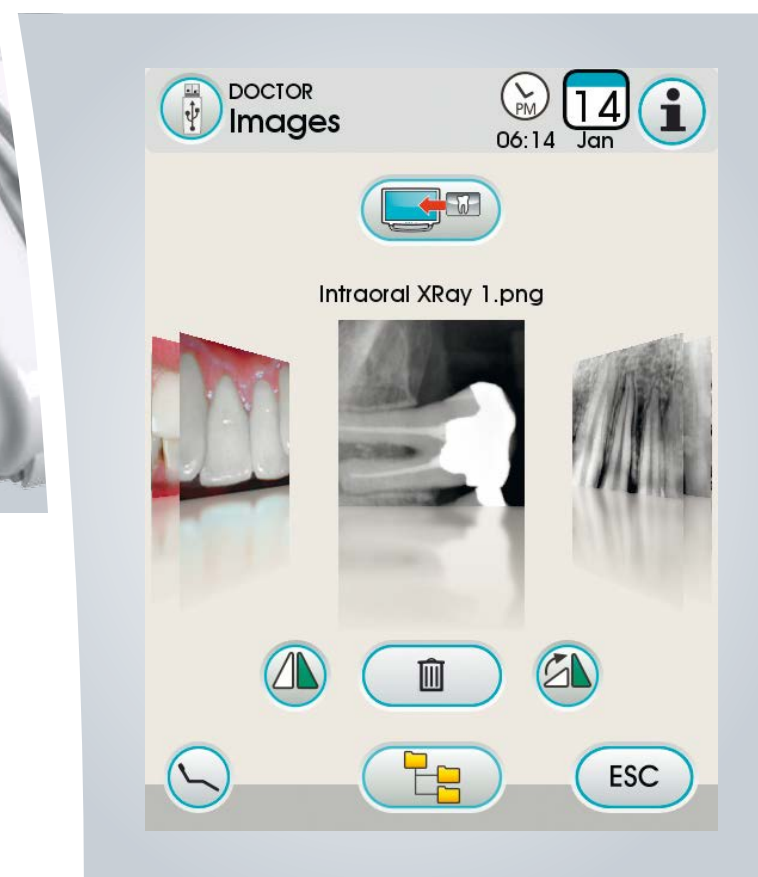 DOCTOR
Images
PM
14
06:14
Jan
i
Intraoral XRay 1.png
ESC